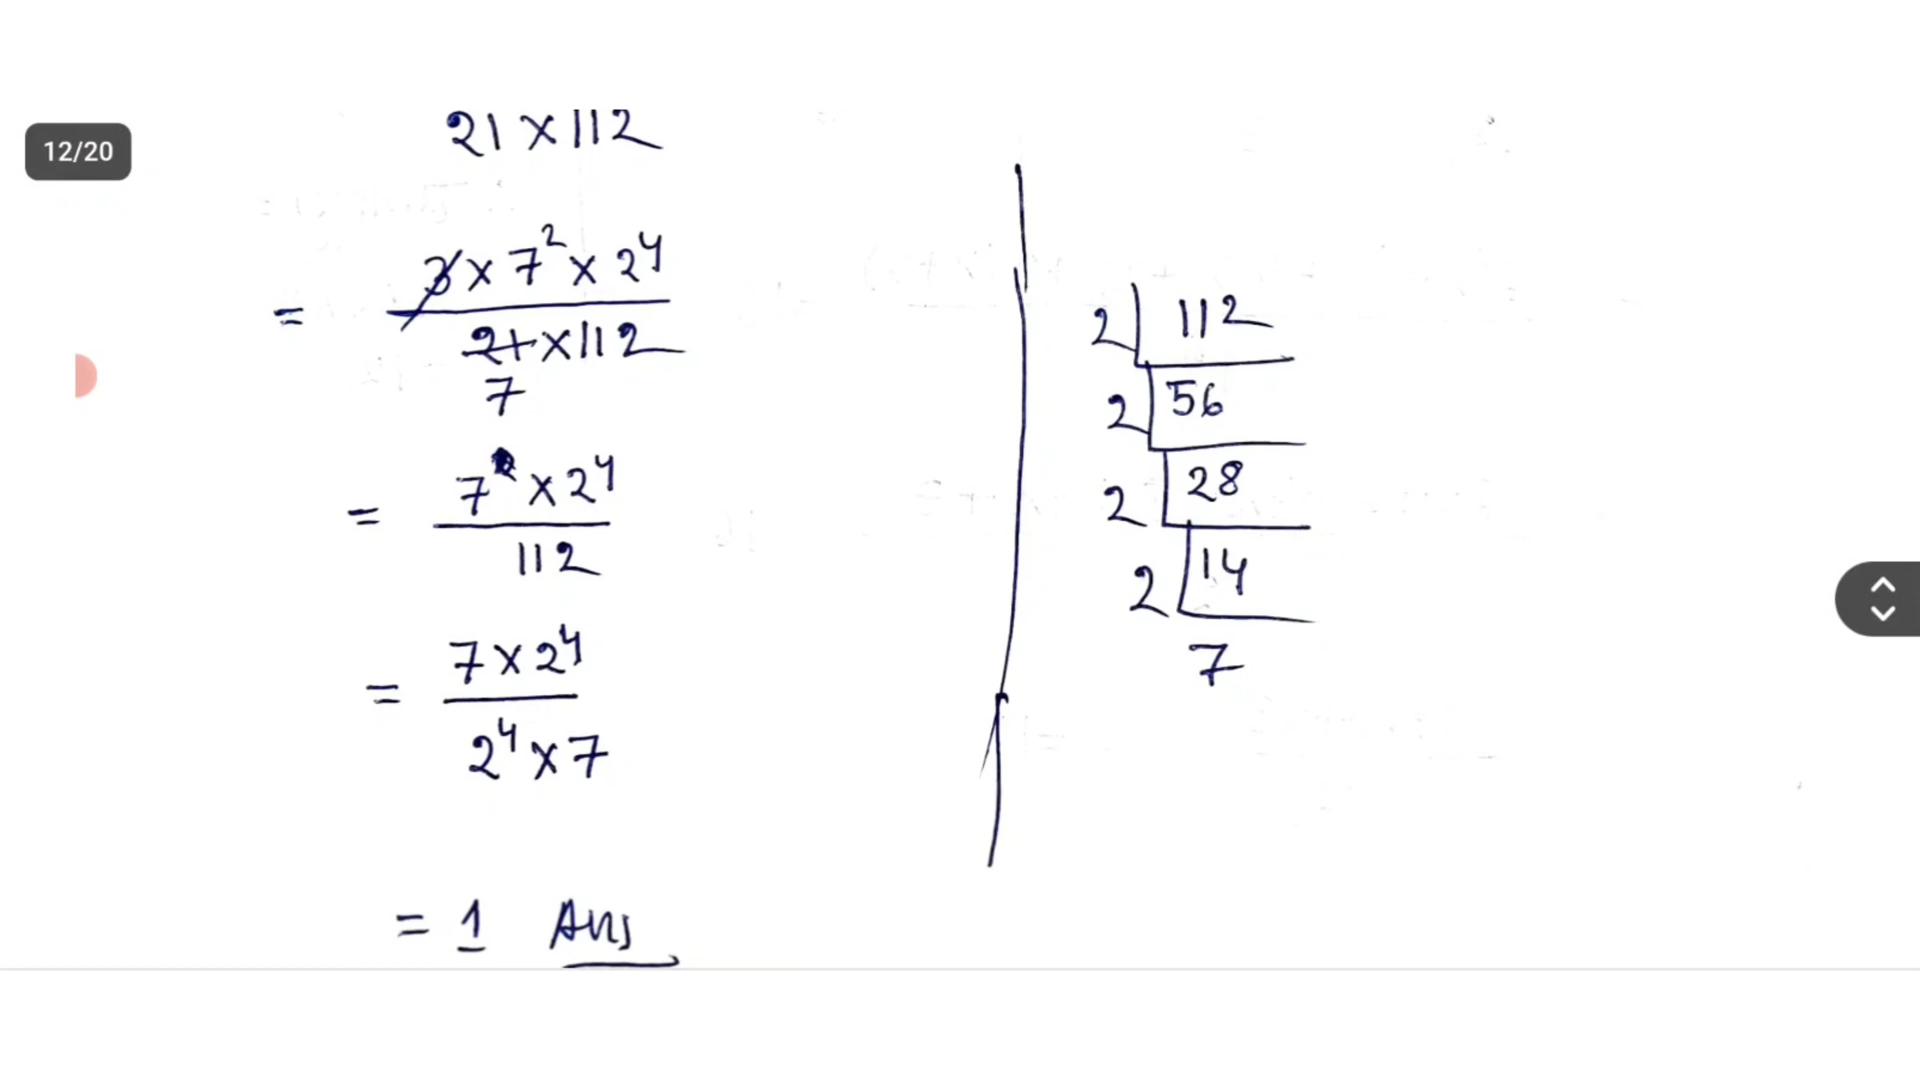 12/20
21 × 112
= 3 × 7² × 2⁴
21 × 112
7
= 7 × 2⁴
112
= 7 × 2⁴
2⁴ × 7
= 1 Ans
2 | 112
2 | 56
2 | 28
2 | 14
7